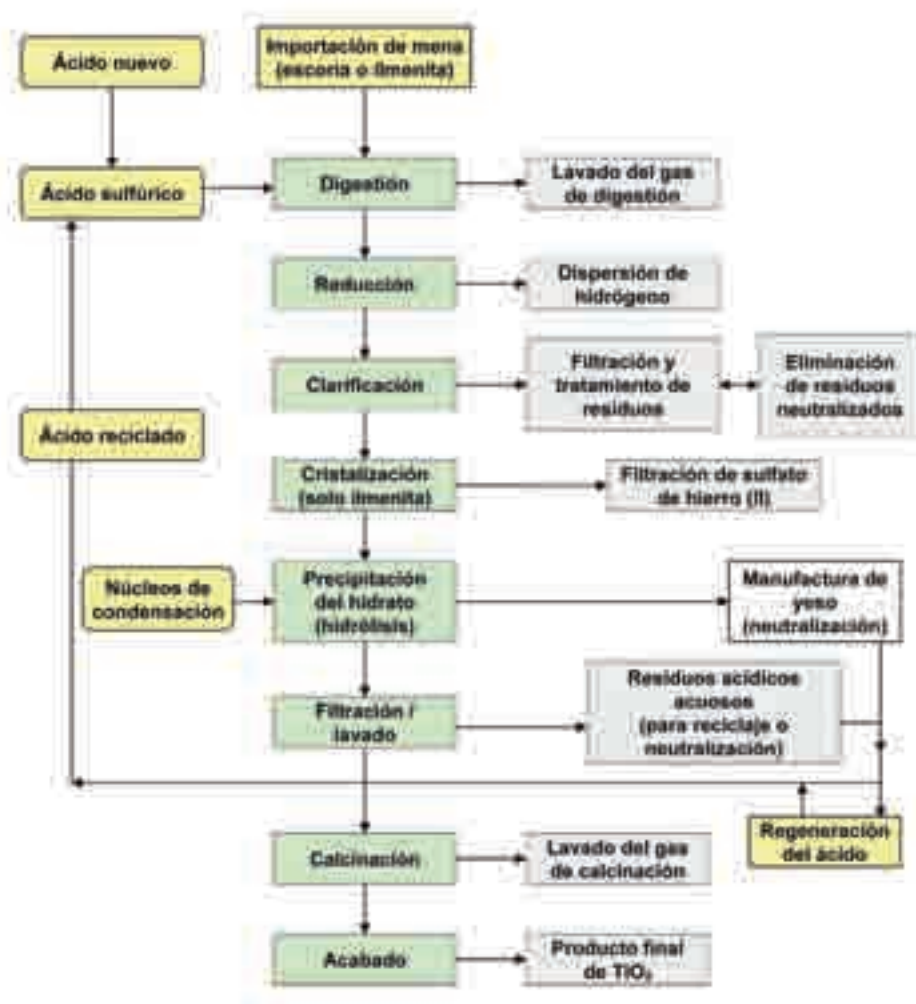 Ácido nuevo
Importación de mena
(escoria o ilmenita)
Ácido sulfúrico
Digestión
Lavado del gas
de digestión
Reducción
Dispersión de
hidrógeno
Clarificación
Filtración y
tratamiento de
residuos
Eliminación
de residuos
neutralizados
Ácido reciclado
Cristalización
(solo ilmenita)
Filtración de sulfato
de hierro (II)
Núcleos de
condensación
Precipitación
del hidrato
(hidrólisis)
Manufactura de
yeso
(neutralización)
Filtración /
lavado
Residuos acídicos
acuosos
(para reciclaje o
neutralización)
Regeneración
del ácido
Calcinación
Lavado del gas
de calcinación
Acabado
Producto final
de TiO₂